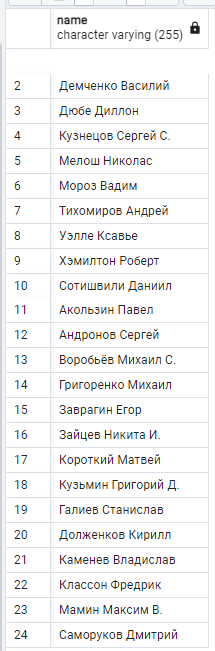 name
character varying (255)
2 Демченко Василий
3 Дюбе Диллон
4 Кузнецов Сергей С.
5 Мелош Николас
6 Мороз Вадим
7 Тихомиров Андрей
8 Уэлле Ксавье
9 Хэмилтон Роберт
10 Сотишвили Даниил
11 Акользин Павел
12 Андронов Сергей
13 Воробьёв Михаил С.
14 Григоренко Михаил
15 Заврагин Егор
16 Зайцев Никита И.
17 Короткий Матвей
18 Кузьмин Григорий Д.
19 Галиев Станислав
20 Долженков Кирилл
21 Каменев Владислав
22 Классон Фредрик
23 Мамин Максим В.
24 Саморуков Дмитрий